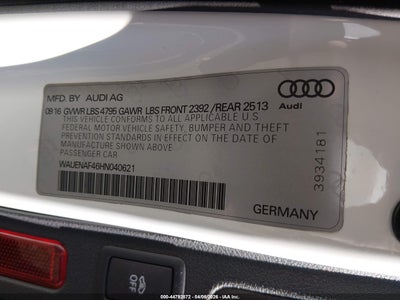 MFD. BY AUDI AG
09·16 GVWR LBS 4795 GAWR LBS FRONT 2392 / REAR 2513
Audi
THIS VEHICLE CONFORMS TO ALL APPLICABLE U.S.
FEDERAL MOTOR VEHICLE SAFETY, BUMPER AND THEFT
PREVENTION STANDARDS IN EFFECT ON THE DATE OF
MANUFACTURE SHOWN ABOVE
PASSENGER CAR
WAUENAF46HN040621
3934181
GERMANY
000-44792872 - 04/06/2026 - IAA Inc.